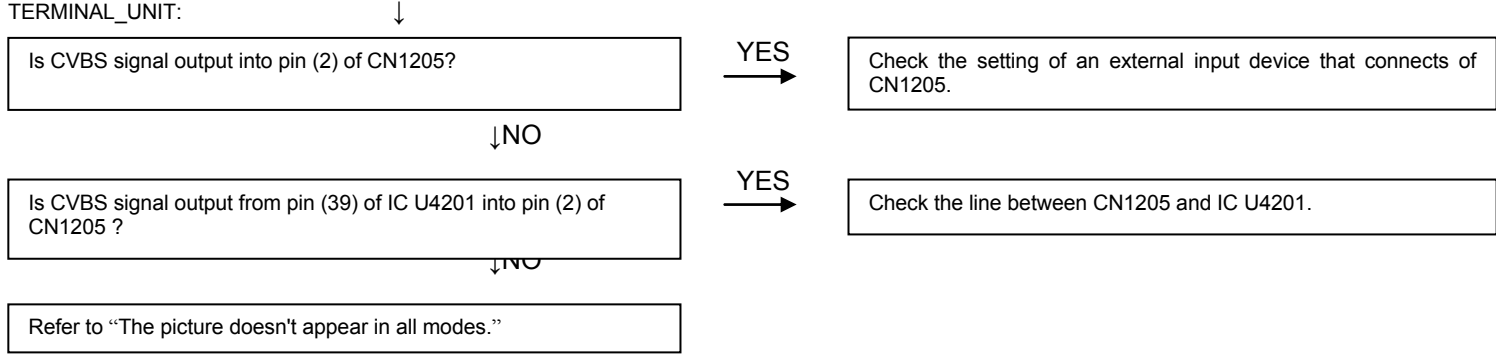 TERMINAL_UNIT: ↓
Is CVBS signal output into pin (2) of CN1205?
YES
Check the setting of an external input device that connects of
CN1205.
↓NO
Is CVBS signal output from pin (39) of IC U4201 into pin (2) of
CN1205 ?
YES
Check the line between CN1205 and IC U4201.
↓NO
Refer to “The picture doesn't appear in all modes.”